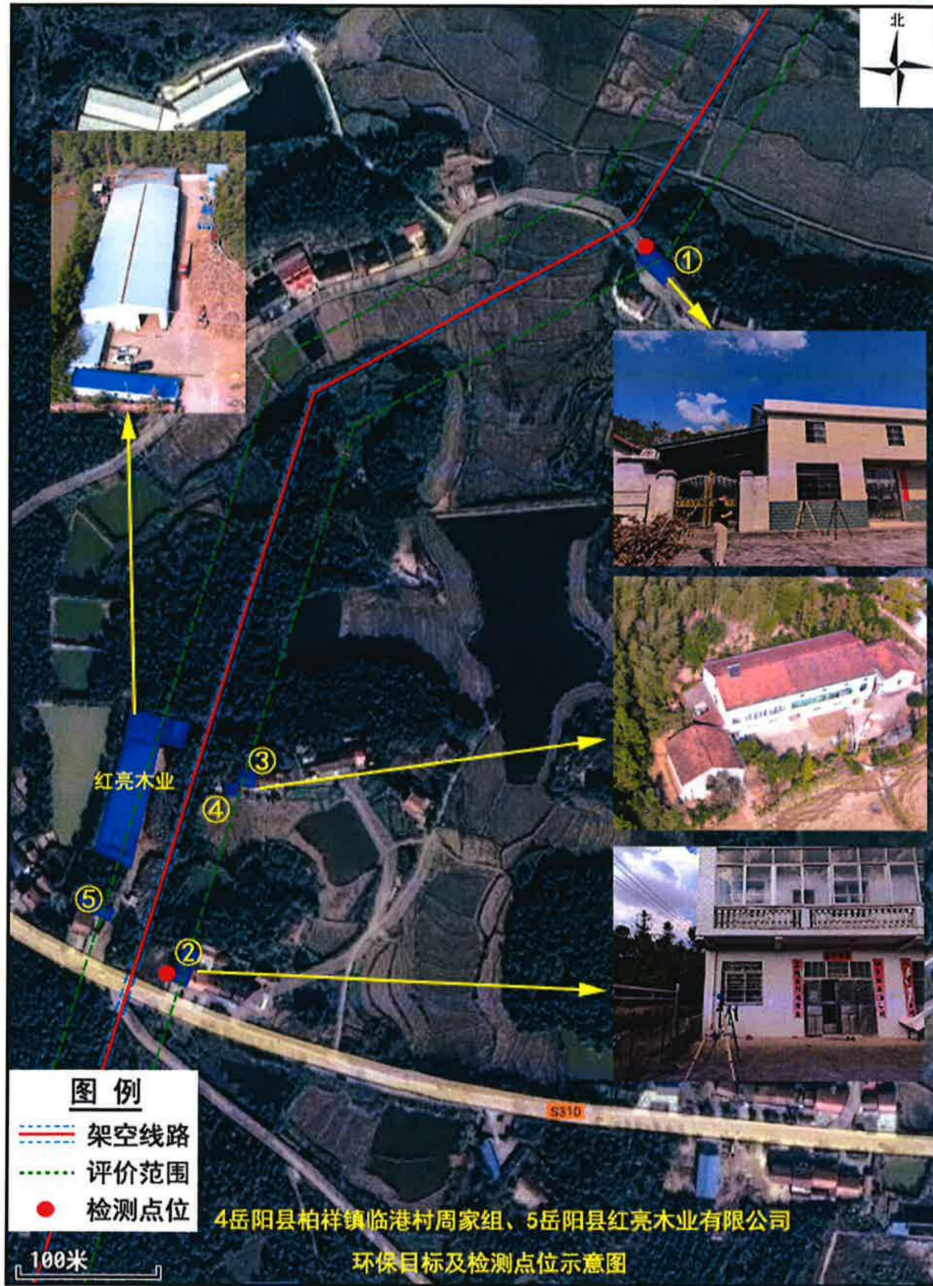 北
①
红亮木业
③
④
⑤
②
S310
图例
架空线路
评价范围
检测点位
100米
4岳阳县柏祥镇临港村周家组、5岳阳县红亮木业有限公司
环保目标及检测点位示意图